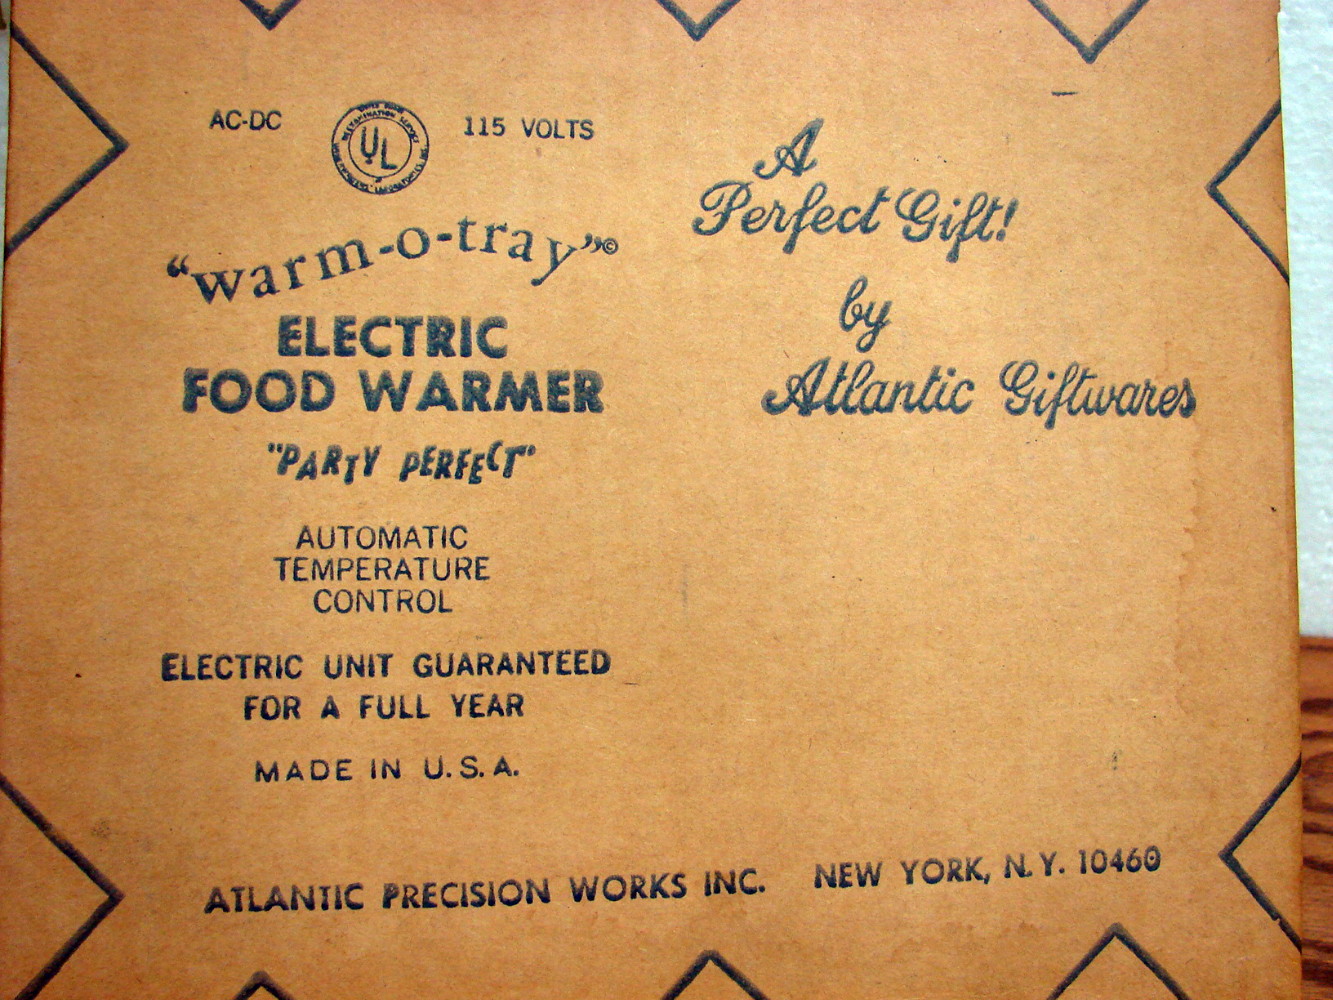 AC-DC
UL
115 VOLTS
"warm-o-tray"©
ELECTRIC
FOOD WARMER
"PARTY PERFECT"
AUTOMATIC
TEMPERATURE
CONTROL
ELECTRIC UNIT GUARANTEED
FOR A FULL YEAR
MADE IN U.S.A.
A
Perfect Gift!
by
Atlantic Giftwares
ATLANTIC PRECISION WORKS INC. NEW YORK, N.Y. 10460